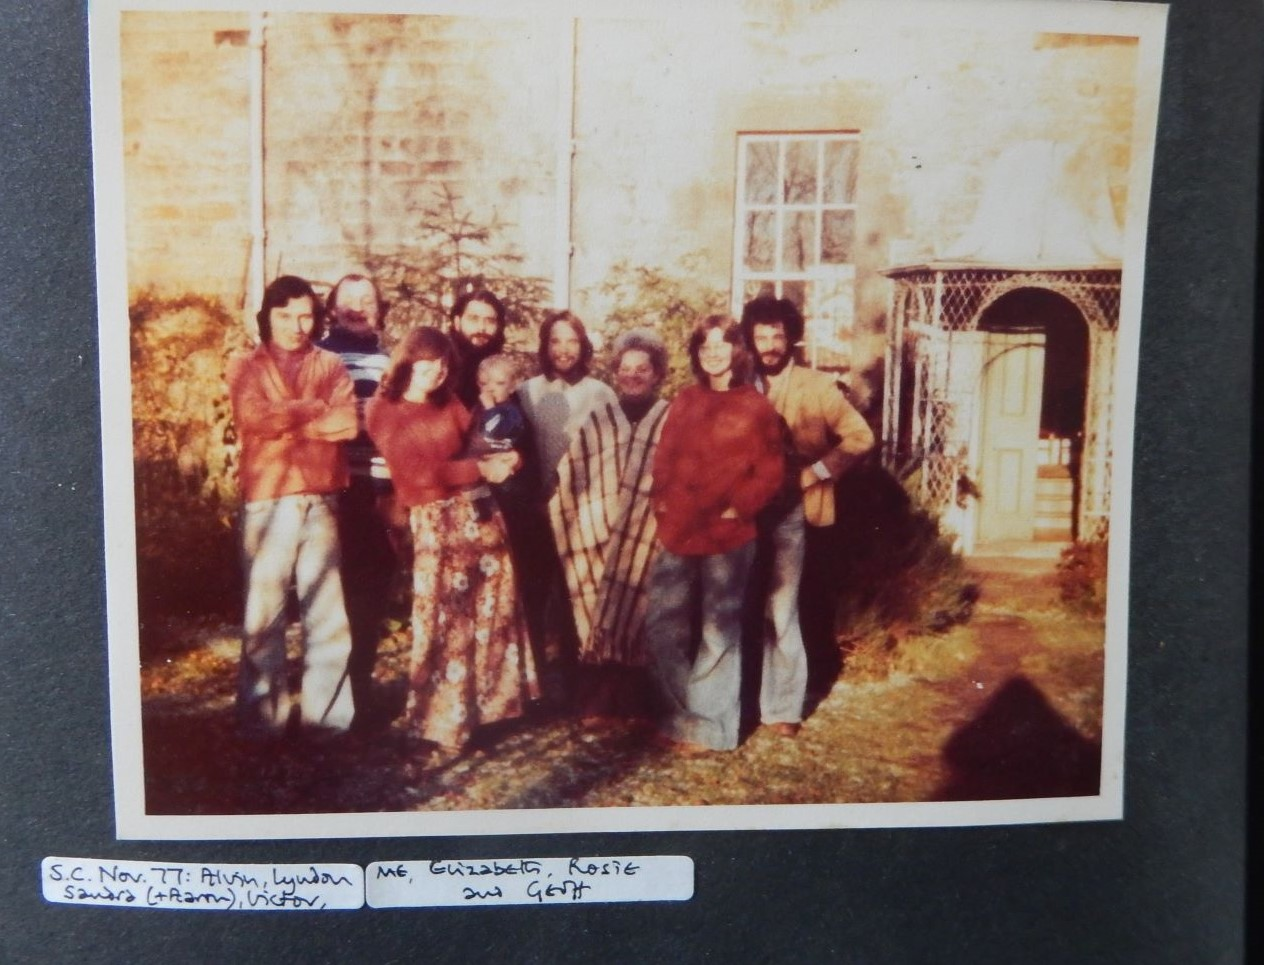 S.C. Nov. 77: Alvin, Lyndon
Sandra (+Aaron), Victor,
ME, Elizabeth, Rosie
and Geoff